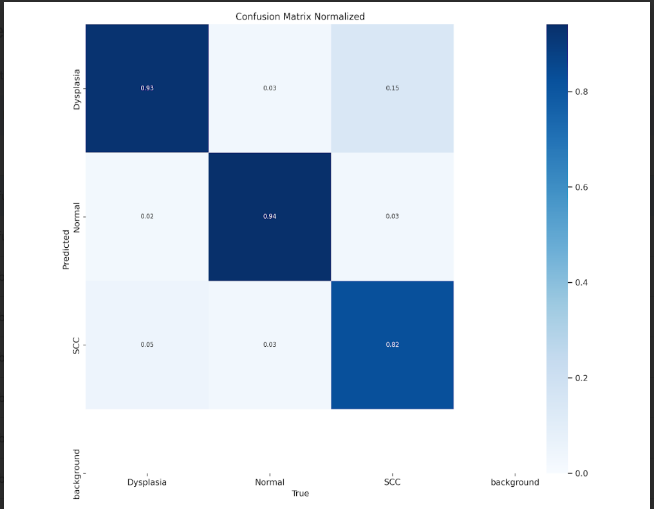 Confusion Matrix Normalized
Dysplasia
0.93
0.03
0.15
0.8
Normal
0.02
0.94
0.03
0.6
Predicted
0.4
SCC
0.05
0.03
0.82
0.2
background
0.0
Dysplasia
Normal
SCC
background
True